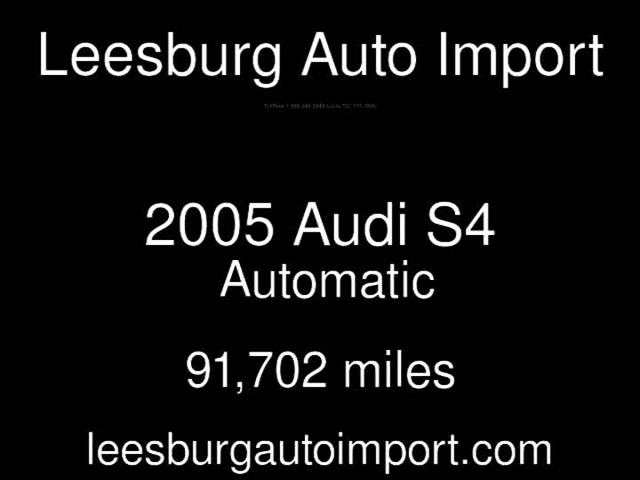 Leesburg Auto Import
2005 Audi S4
Automatic
91,702 miles
leesburgautoimport.com